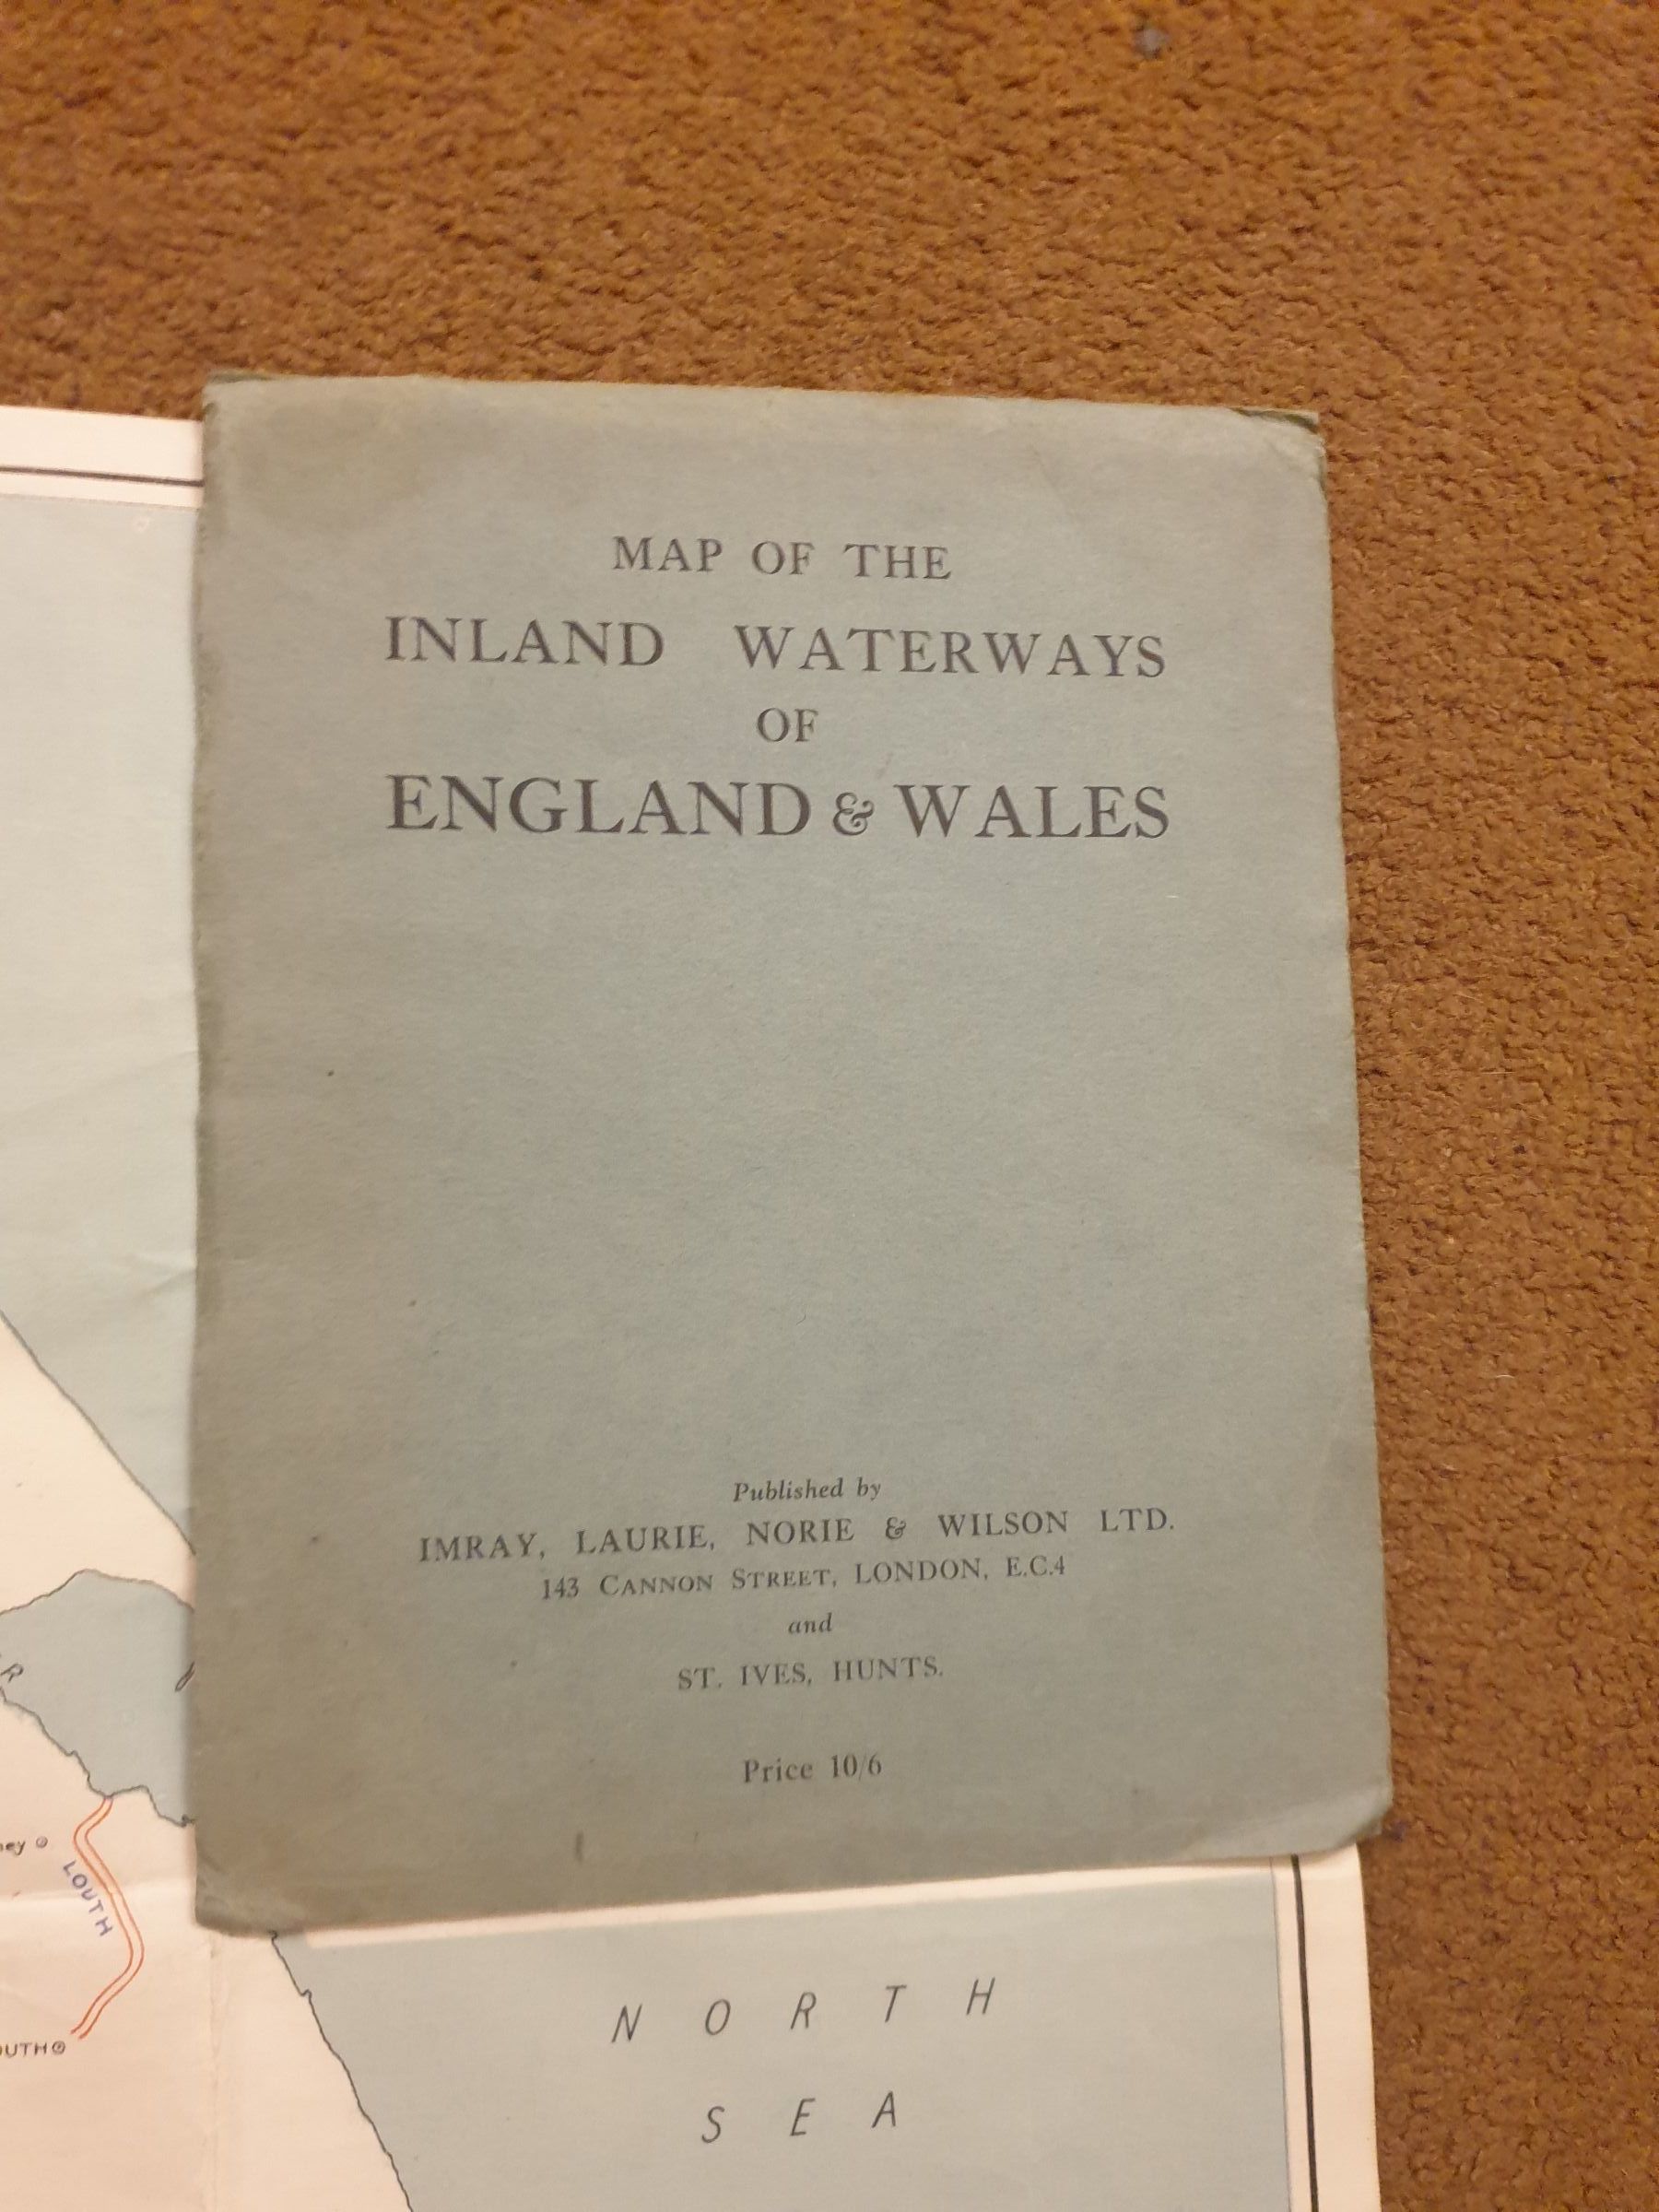 MAP OF THE
INLAND WATERWAYS
OF
ENGLAND & WALES
Published by
IMRAY, LAURIE, NORIE & WILSON LTD.
143 CANNON STREET, LONDON, E.C.4
and
ST. IVES, HUNTS.
Price 10/6
LOUTH
NORTH
SEA